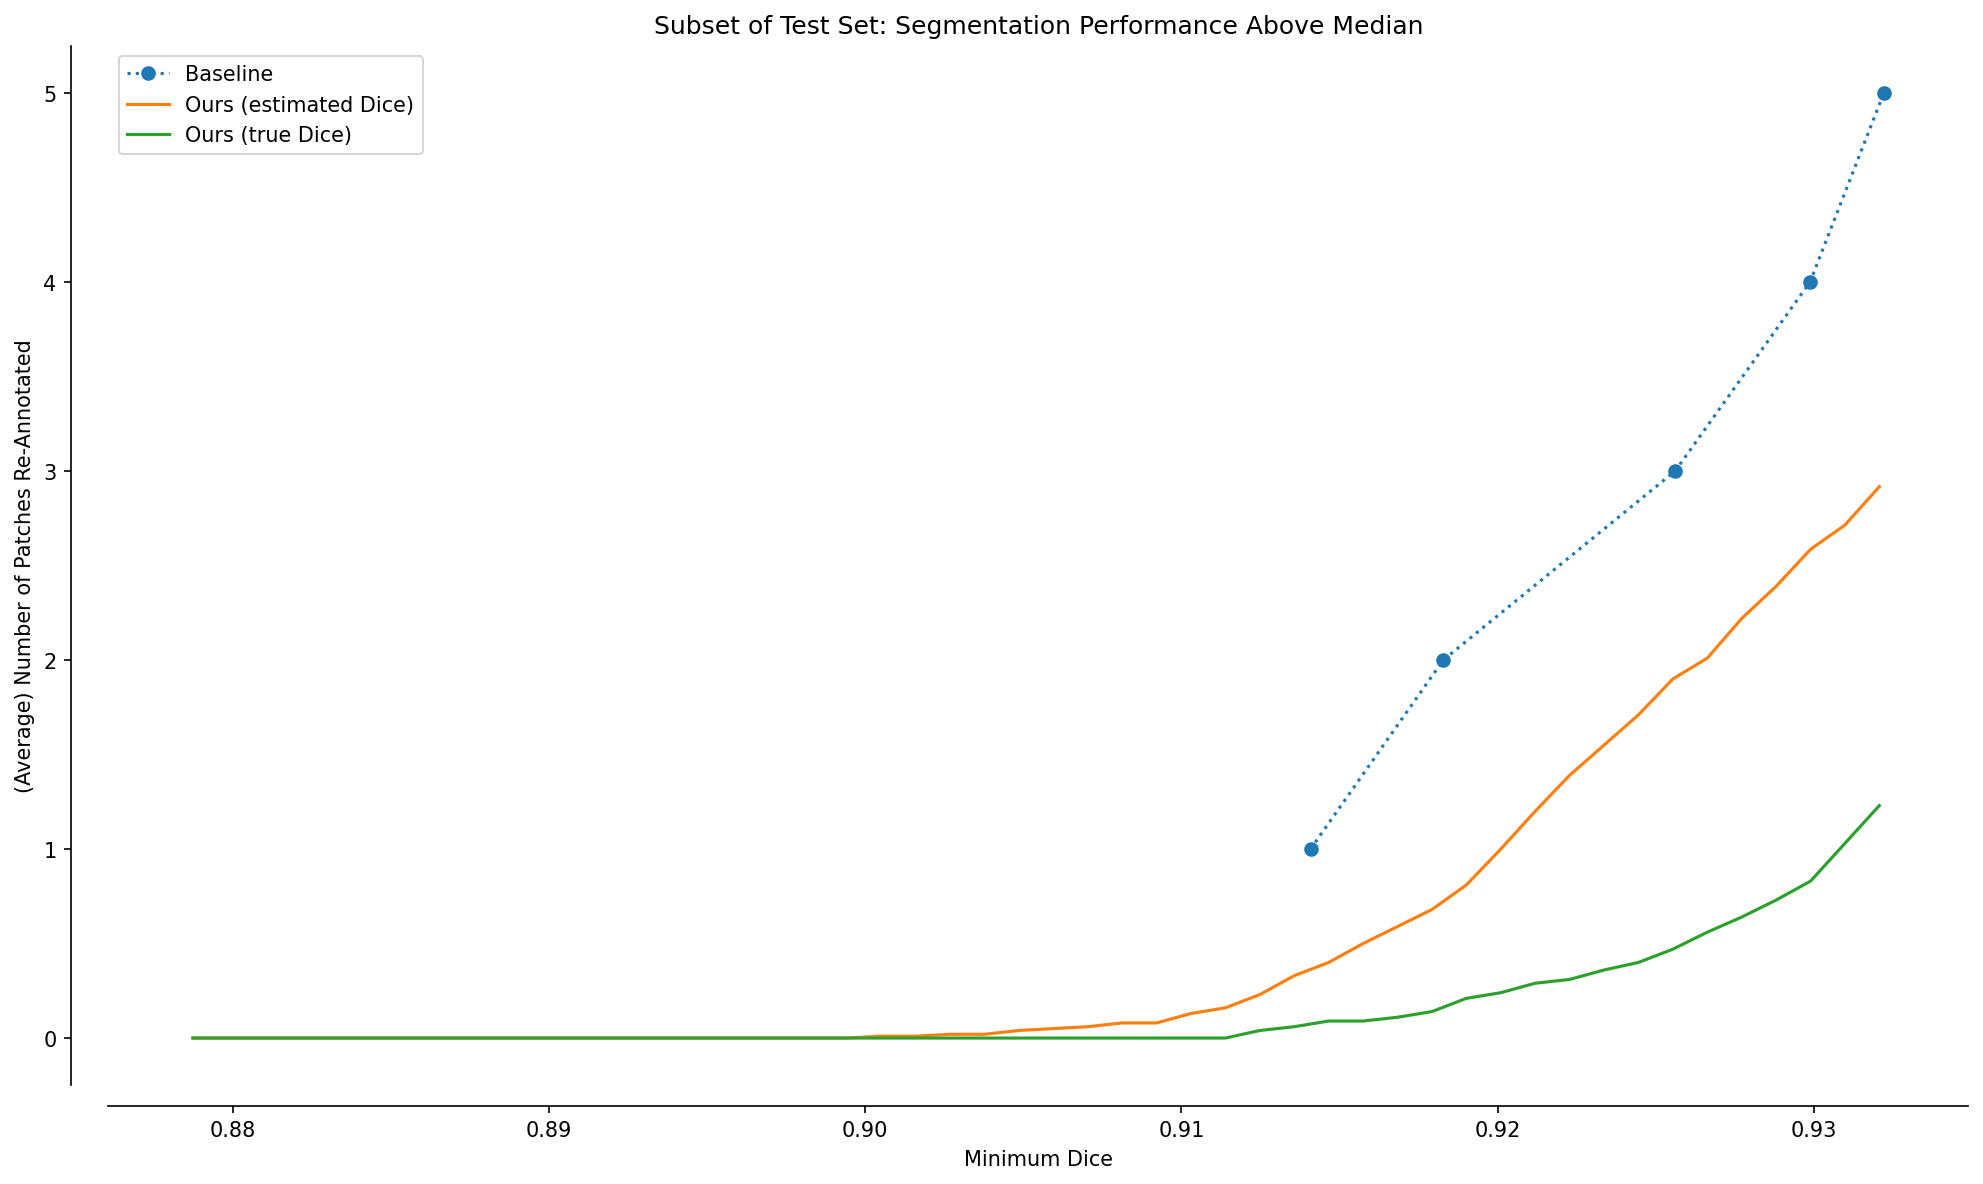 Subset of Test Set: Segmentation Performance Above Median
Baseline
Ours (estimated Dice)
Ours (true Dice)
(Average) Number of Patches Re-Annotated
5
4
3
2
1
0
0.88 0.89 0.90 0.91 0.92 0.93
Minimum Dice